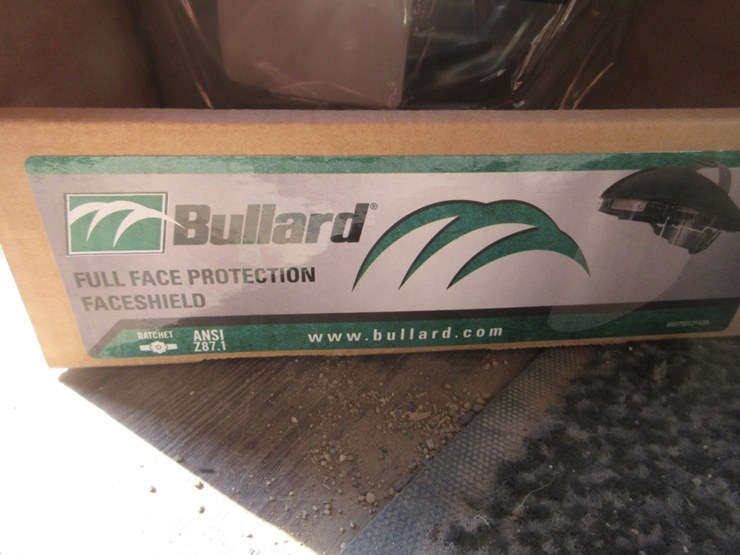 Bullard®
FULL FACE PROTECTION
FACESHIELD
RATCHET
ANSI
Z87.1
www.bullard.com